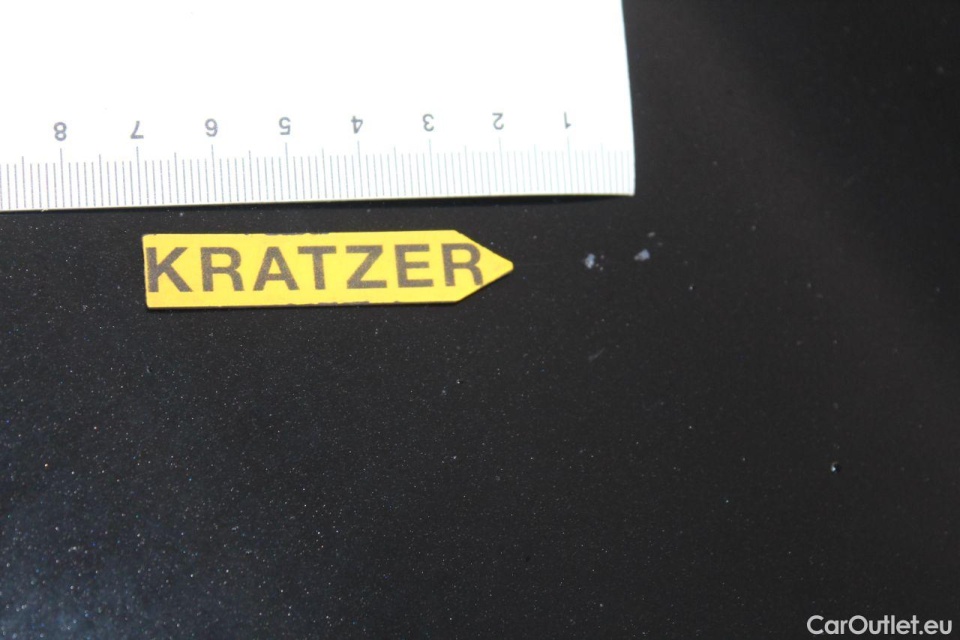 8 7 6 5 4 3 2 1
KRATZER
CarOutlet.eu